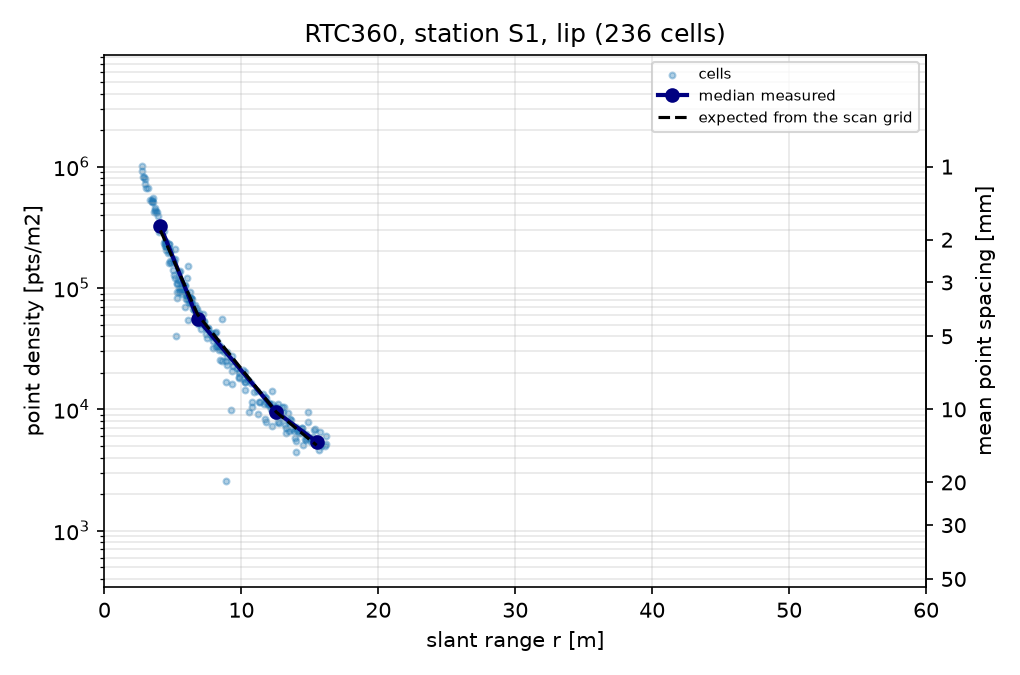 RTC360, station S1, lip (236 cells)
cells
median measured
expected from the scan grid
point density [pts/m2]
10^6
10^5
10^4
10^3
1
2
3
5
10
20
30
50
mean point spacing [mm]
0 10 20 30 40 50 60
slant range r [m]